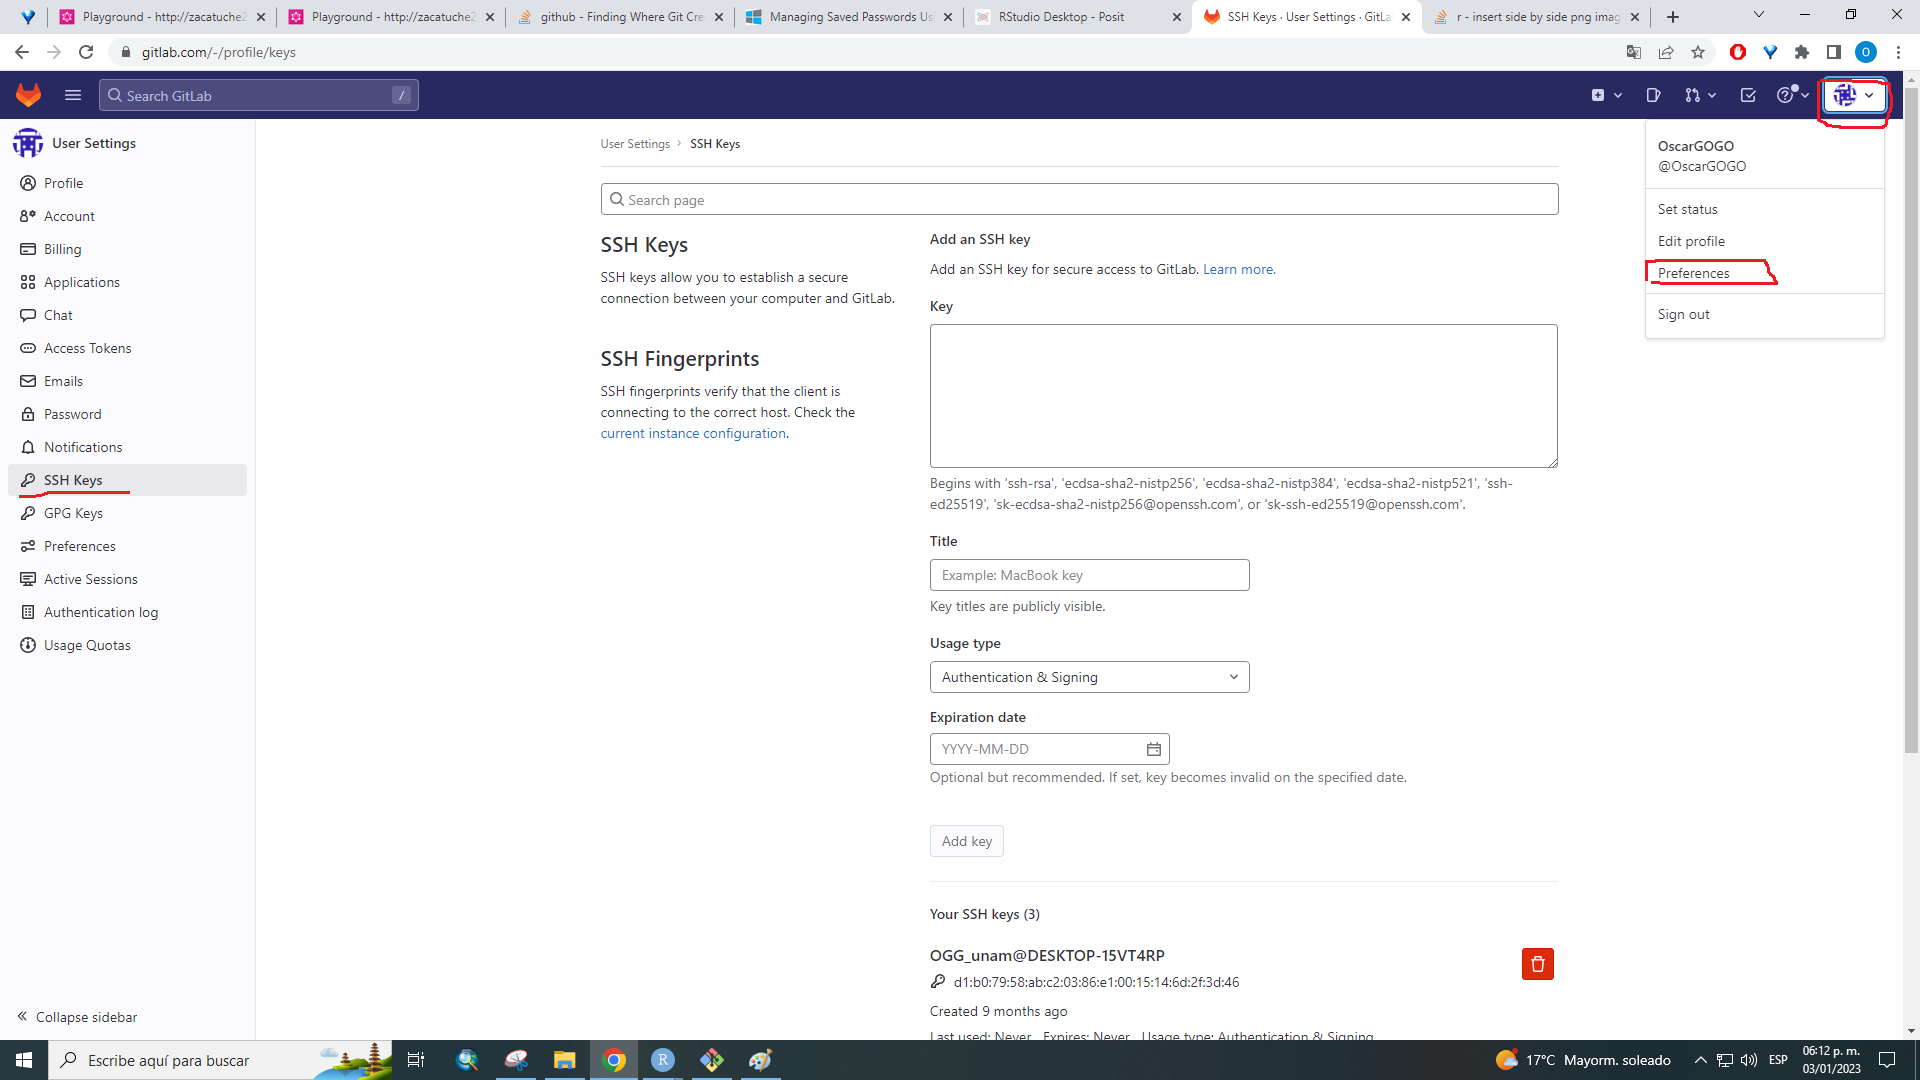 Playground - http://zacatuche2
Playground - http://zacatuche2
github - Finding Where Git Cre
Managing Saved Passwords Us
RStudio Desktop - Posit
SSH Keys · User Settings · GitLa
r - insert side by side png imag
gitlab.com/-/profile/keys
O
Search GitLab
/
User Settings
Profile
Account
Billing
Applications
Chat
Access Tokens
Emails
Password
Notifications
SSH Keys
GPG Keys
Preferences
Active Sessions
Authentication log
Usage Quotas
Collapse sidebar
User Settings › SSH Keys
Search page
SSH Keys
SSH keys allow you to establish a secure
connection between your computer and GitLab.
SSH Fingerprints
SSH fingerprints verify that the client is
connecting to the correct host. Check the
current instance configuration.
Add an SSH key
Add an SSH key for secure access to GitLab. Learn more.
Key
Begins with 'ssh-rsa', 'ecdsa-sha2-nistp256', 'ecdsa-sha2-nistp384', 'ecdsa-sha2-nistp521', 'ssh-
ed25519', 'sk-ecdsa-sha2-nistp256@openssh.com', or 'sk-ssh-ed25519@openssh.com'.
Title
Example: MacBook key
Key titles are publicly visible.
Usage type
Authentication & Signing
Expiration date
YYYY-MM-DD
Optional but recommended. If set, key becomes invalid on the specified date.
Add key
Your SSH keys (3)
OGG_unam@DESKTOP-15VT4RP
d1:b0:79:58:ab:c2:03:86:e1:00:15:14:6d:2f:3d:46
Created 9 months ago
Last used: Never Expires: Never Usage type: Authentication & Signing
OscarGOGO
@OscarGOGO
Set status
Edit profile
Preferences
Sign out
Escribe aquí para buscar
R
17°C Mayorm. soleado
ESP
06:12 p. m.
03/01/2023